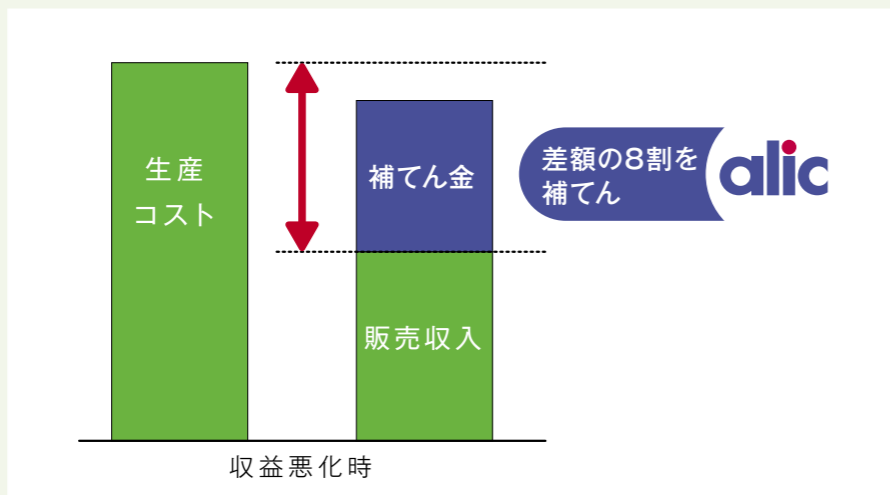 生産
コスト
補てん金
販売収入
差額の8割を
補てん
alic
収益悪化時